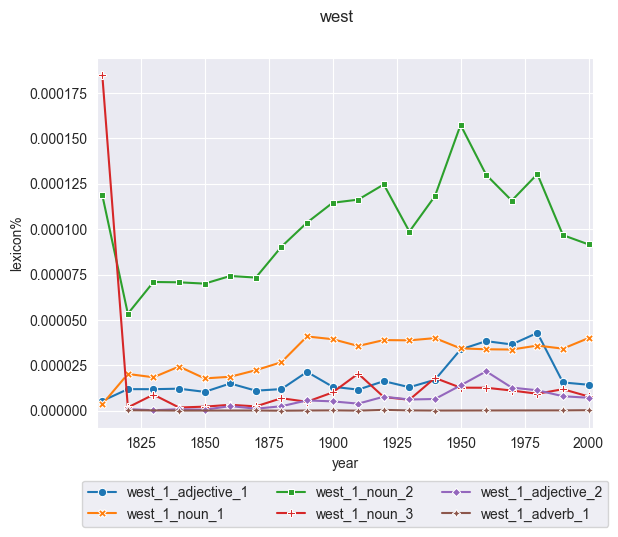 west
0.000175
0.000150
0.000125
0.000100
0.000075
0.000050
0.000025
0.000000
lexicon%
1825 1850 1875 1900 1925 1950 1975 2000
year
west_1_adjective_1 west_1_noun_2 west_1_adjective_2
west_1_noun_1 west_1_noun_3 west_1_adverb_1